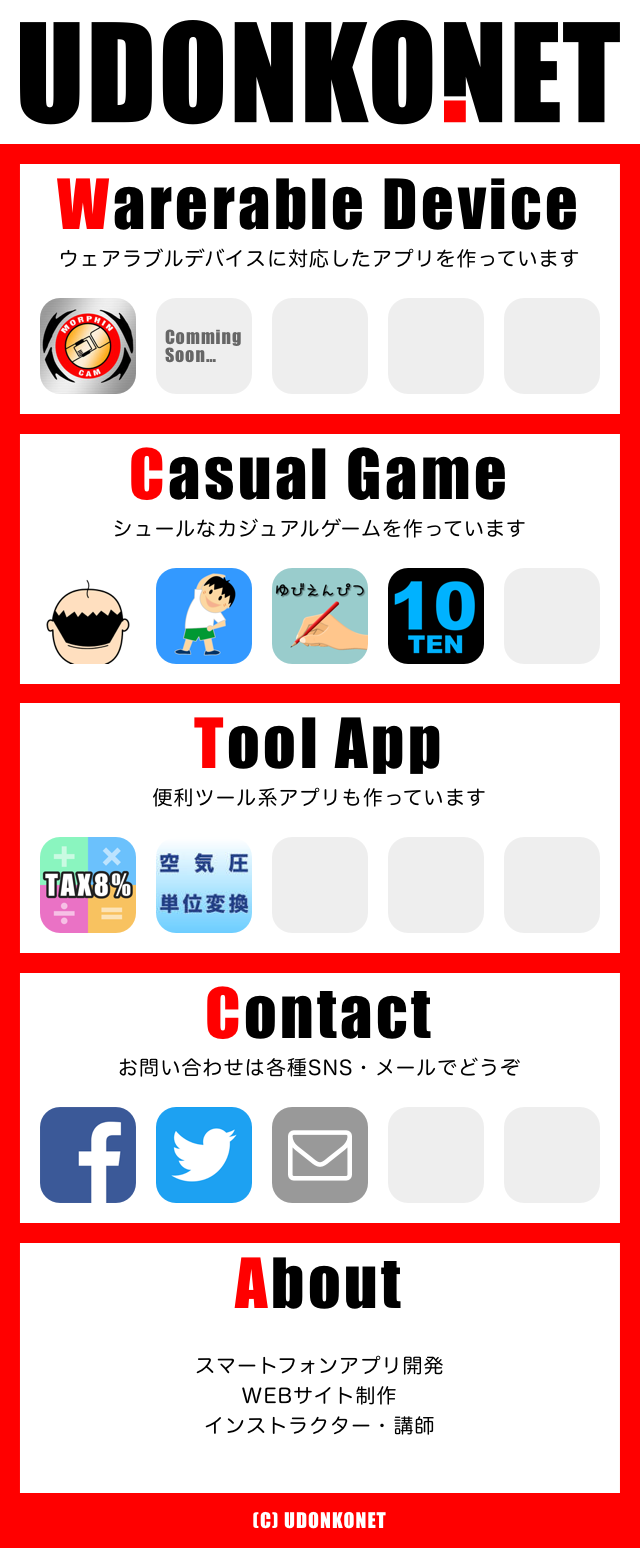 UDONKONET
Warerable Device
ウェアラブルデバイスに対応したアプリを作っています
MORPHIN
CAM
Comming
Soon...
Casual Game
シュールなカジュアルゲームを作っています
ゆびえんぴつ
10
TEN
Tool App
便利ツール系アプリも作っています
TAX8%
空気圧
単位変換
Contact
お問い合わせは各種SNS・メールでどうぞ
About
スマートフォンアプリ開発
WEBサイト制作
インストラクター・講師
(C) UDONKONET